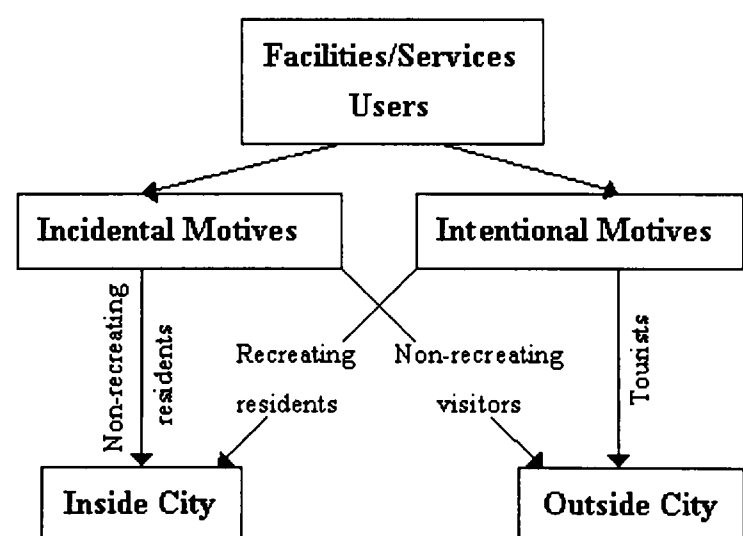 Facilities/Services
Users
Incidental Motives
Intentional Motives
Non-recreating
residents
Recreating
residents
Non-recreating
visitors
Tourists
Inside City
Outside City